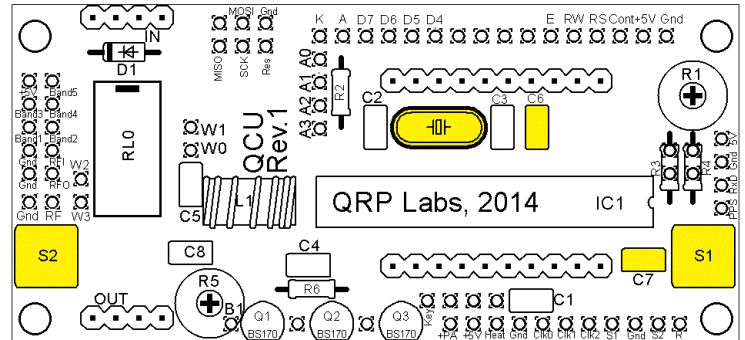 MOSI Gnd
K A D7 D6 D5 D4 E RW RS Cont +5V Gnd
IN
D1
MISO SCK Res
A0
A1
A2
A3
R2
C2
C3
C6
R1
+5V Band5
Band3 Band4
Band1 Band2
Gnd RFI
Gnd RFO
Gnd RF
W2
W3
RL0
W1
W0
QCU
Rev.1
R3
R4
5V
Gnd
RxD
PPS
C5
L1
QRP Labs, 2014
IC1
S2
C8
C4
R5
R6
C7
S1
OUT
B1
Q1
BS170
Q2
BS170
Q3
BS170
Key
C1
+PA +5V Heat Gnd Clk0 Clk1 Clk2 S1 Gnd S2 R